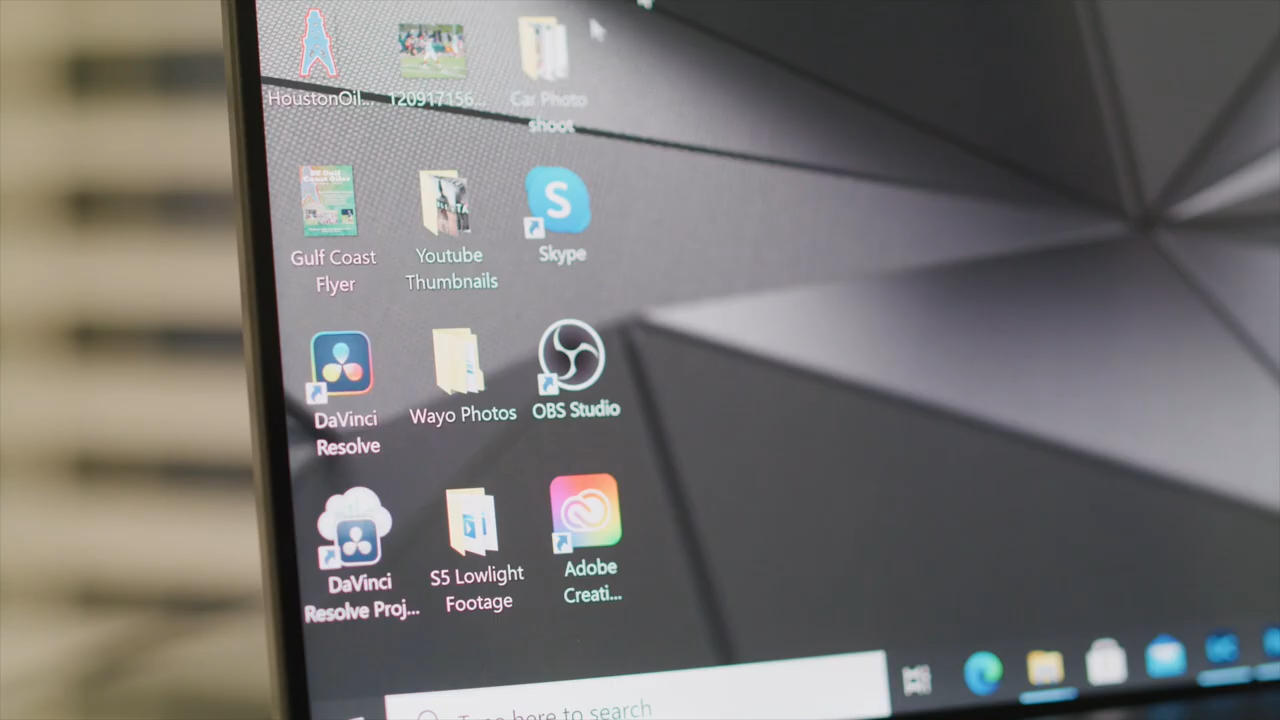 HoustonOil...
120917156...
Car Photo
shoot
Gulf Coast
Flyer
Youtube
Thumbnails
S
Skype
DaVinci
Resolve
Wayo Photos
OBS Studio
DaVinci
Resolve Proj...
S5 Lowlight
Footage
Adobe
Creati...
Type here to search